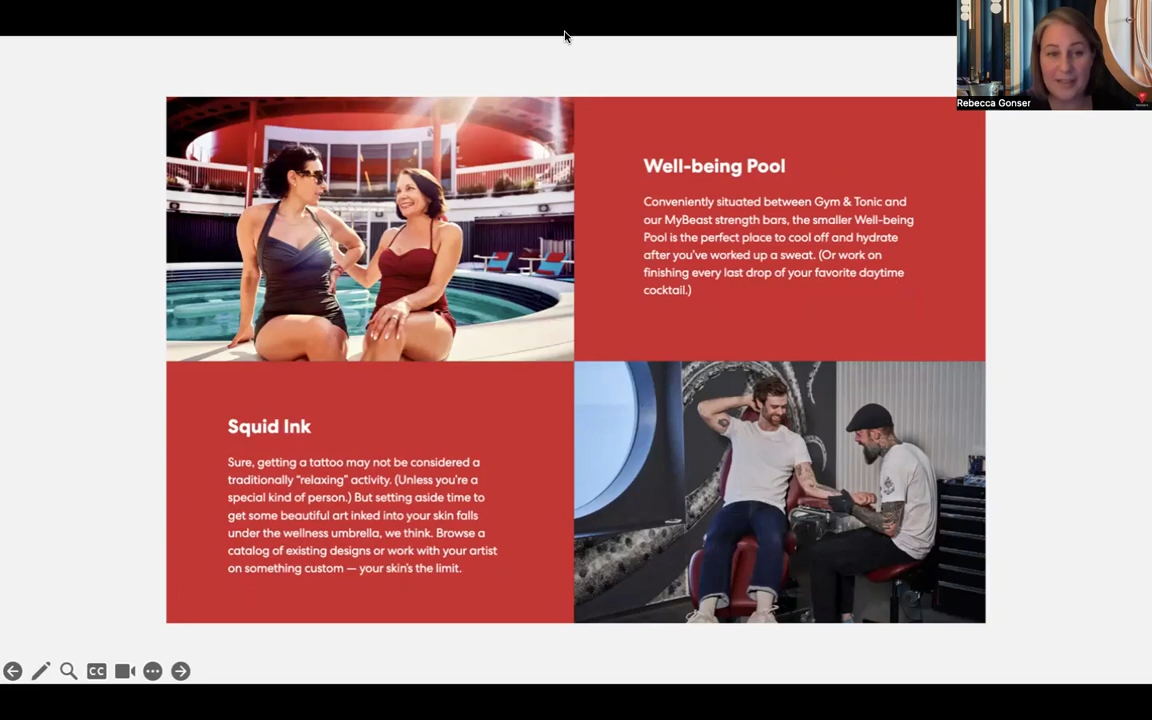 Rebecca Gonser
Well-being Pool
Conveniently situated between Gym & Tonic and
our MyBeast strength bars, the smaller Well-being
Pool is the perfect place to cool off and hydrate
after you've worked up a sweat. (Or work on
finishing every last drop of your favorite daytime
cocktail.)
Squid Ink
Sure, getting a tattoo may not be considered a
traditionally "relaxing" activity. (Unless you're a
special kind of person.) But setting aside time to
get some beautiful art inked into your skin falls
under the wellness umbrella, we think. Browse a
catalog of existing designs or work with your artist
on something custom — your skin's the limit.
CC